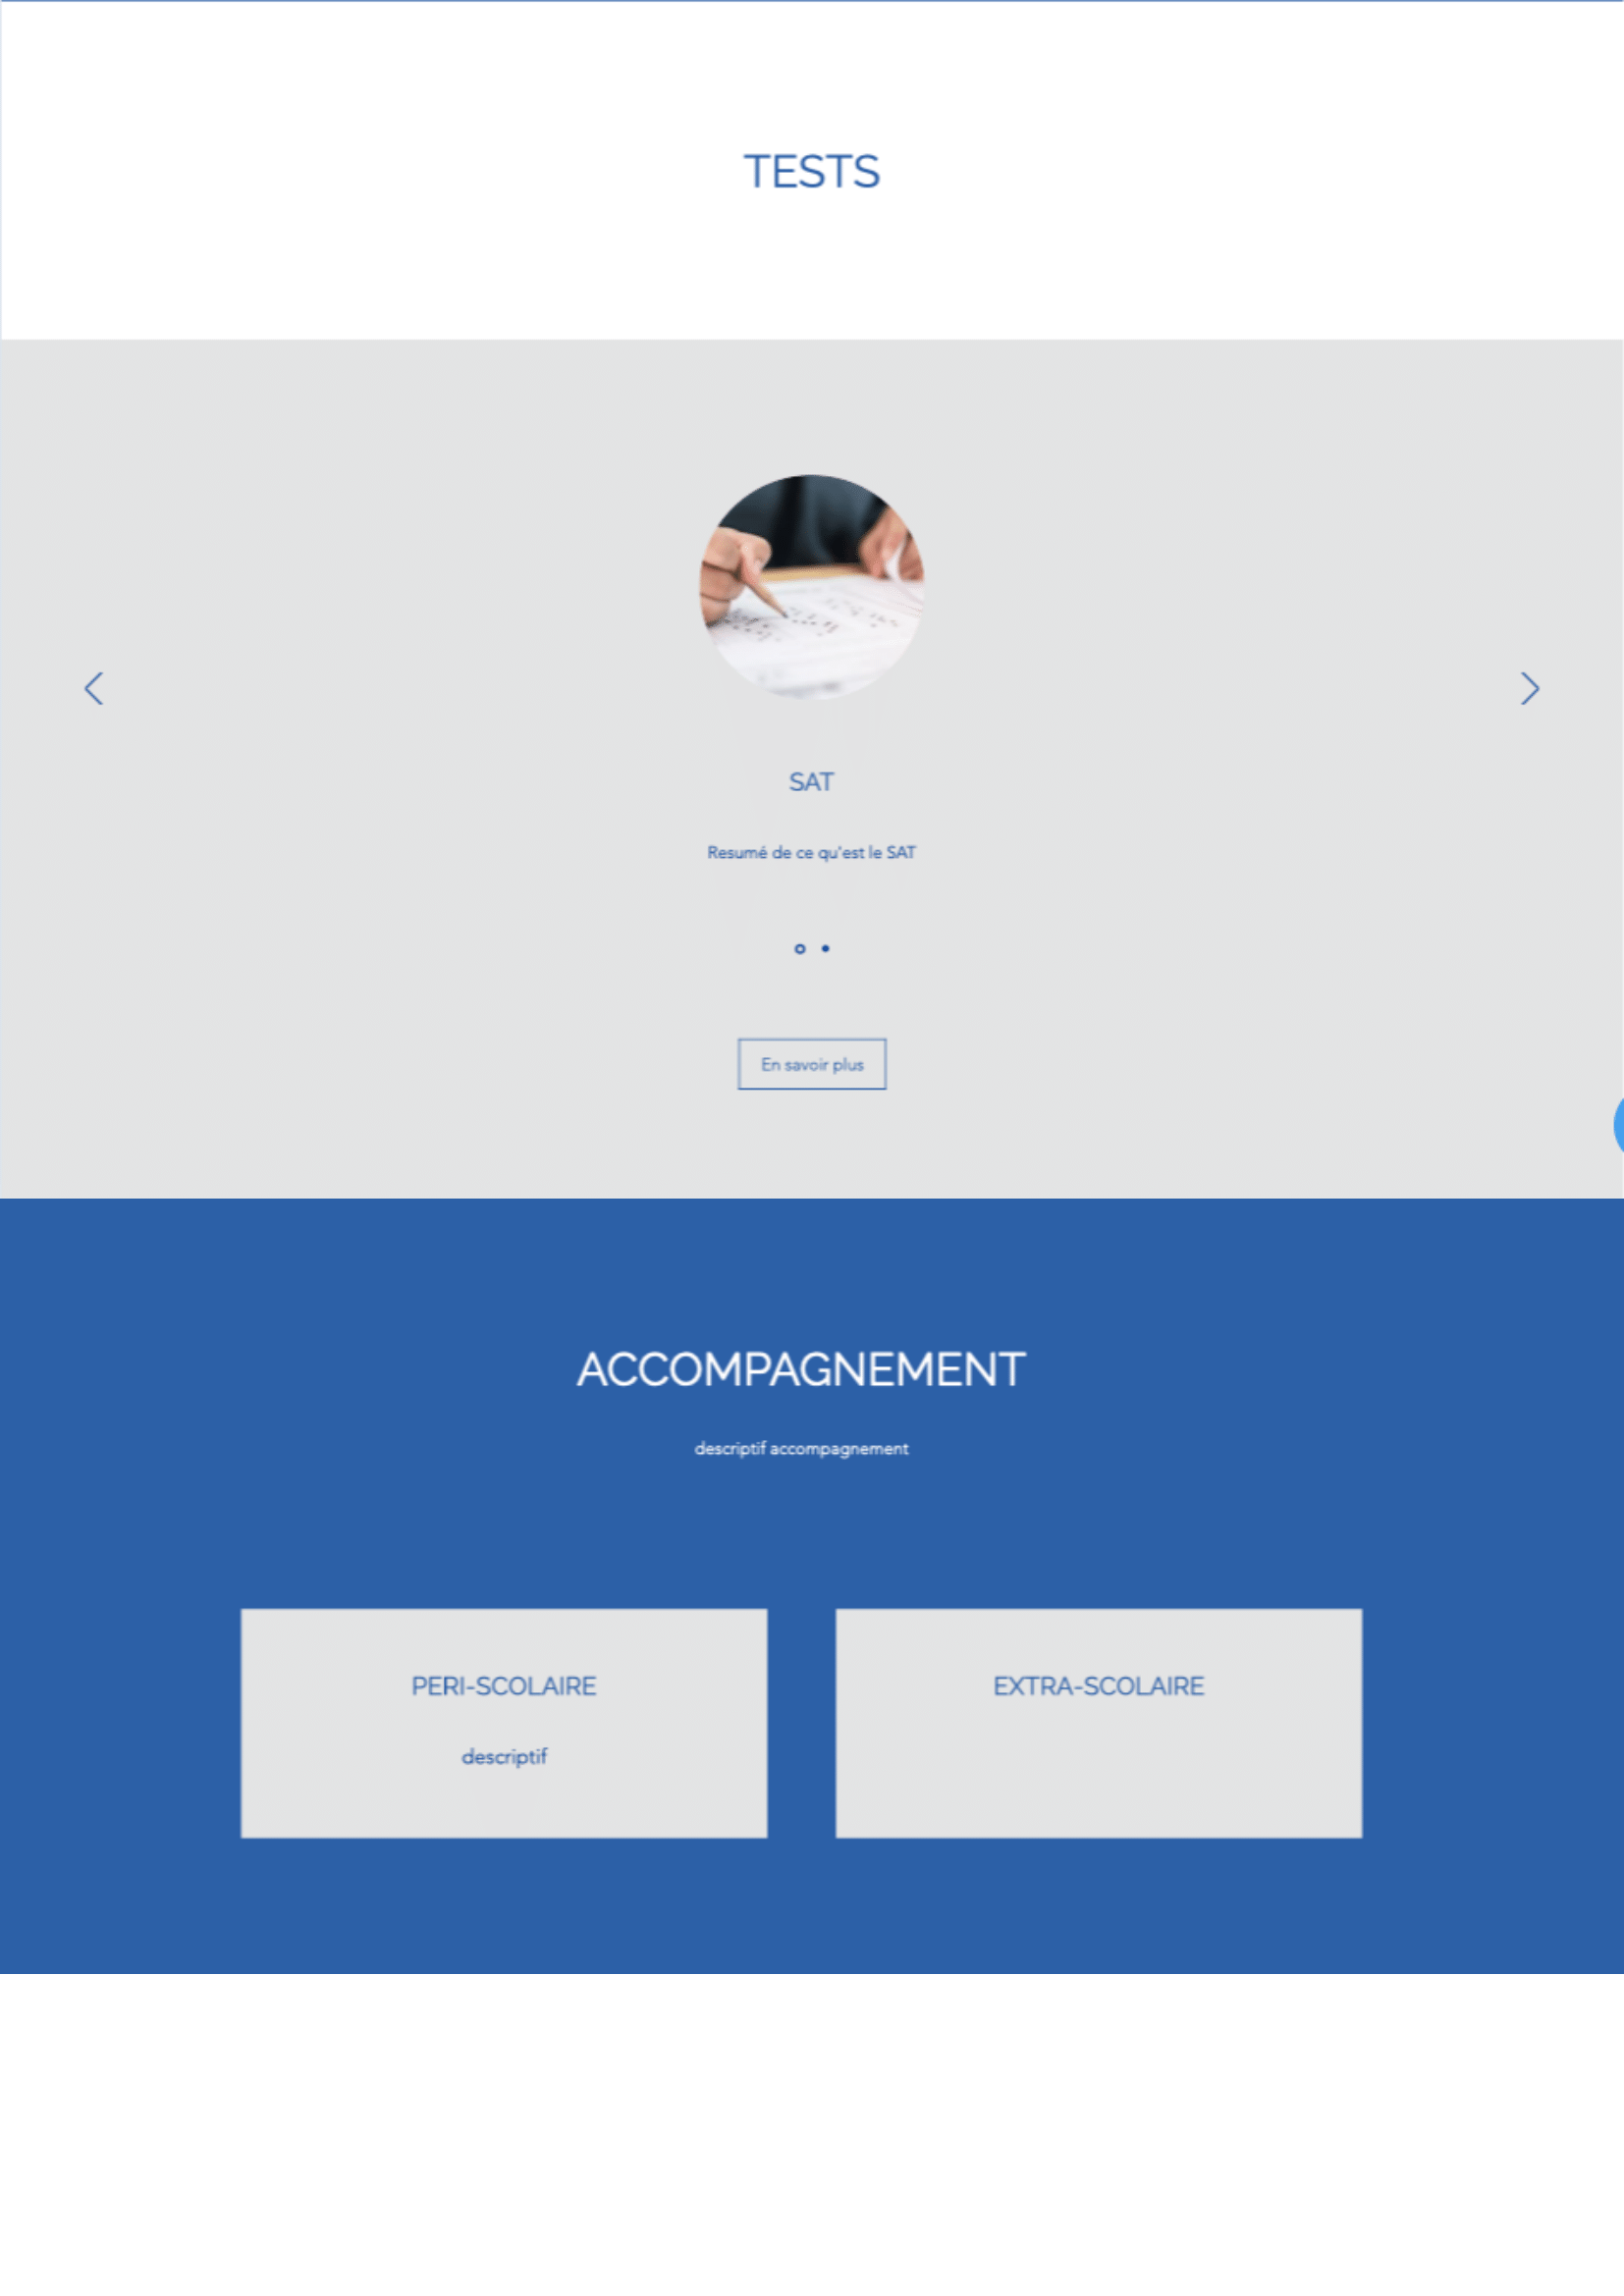 TESTS
SAT
Resumé de ce qu'est le SAT
En savoir plus
ACCOMPAGNEMENT
descriptif accompagnement
PERI-SCOLAIRE
descriptif
EXTRA-SCOLAIRE